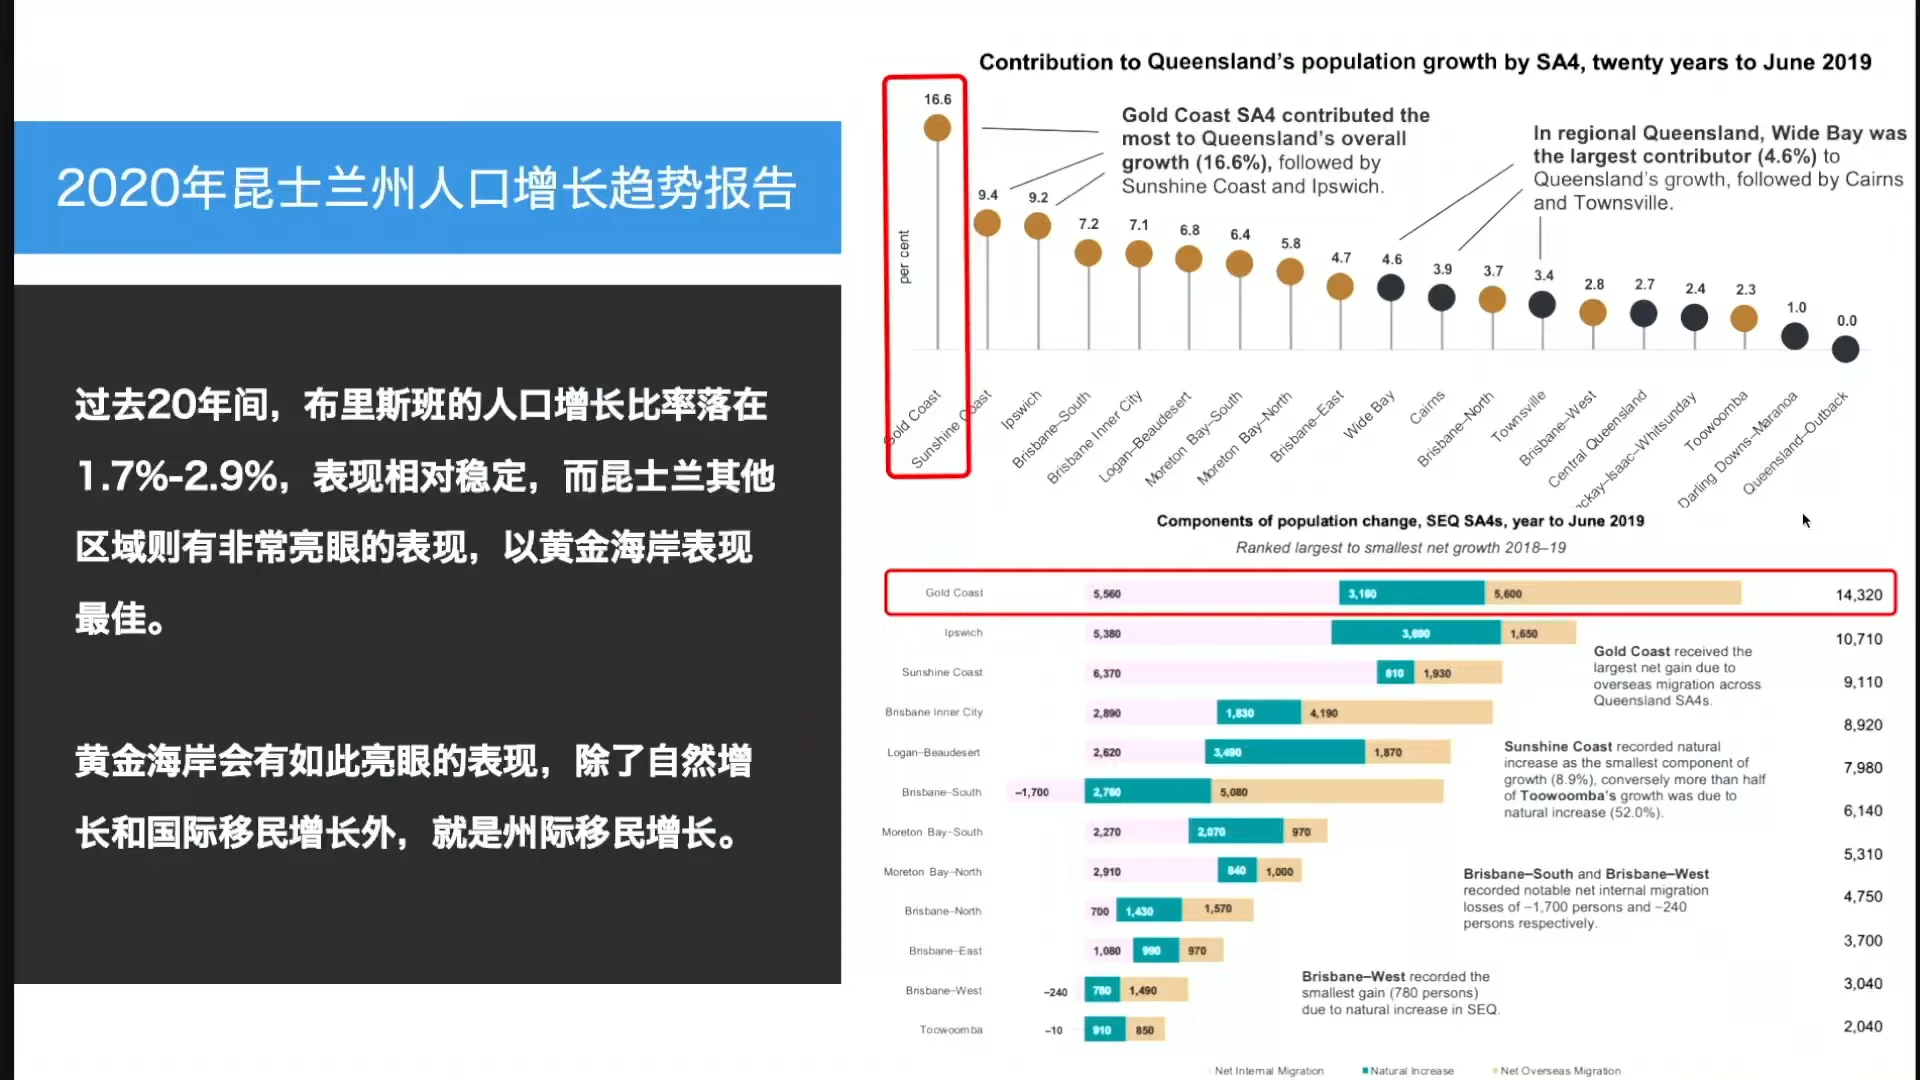 2020年昆士兰州人口增长趋势报告
过去20年间，布里斯班的人口增长比率落在
1.7%-2.9%，表现相对稳定，而昆士兰其他
区域则有非常亮眼的表现，以黄金海岸表现
最佳。
黄金海岸会有如此亮眼的表现，除了自然增
长和国际移民增长外，就是州际移民增长。
Contribution to Queensland's population growth by SA4, twenty years to June 2019
Gold Coast SA4 contributed the
most to Queensland's overall
growth (16.6%), followed by
Sunshine Coast and Ipswich.
In regional Queensland, Wide Bay was
the largest contributor (4.6%) to
Queensland's growth, followed by Cairns
and Townsville.
per cent
16.6
9.4
9.2
7.2
7.1
6.8
6.4
5.8
4.7
4.6
3.9
3.7
3.4
2.8
2.7
2.4
2.3
1.0
0.0
Gold Coast
Sunshine Coast
Ipswich
Brisbane–South
Brisbane Inner City
Logan–Beaudesert
Moreton Bay–South
Moreton Bay–North
Brisbane–East
Wide Bay
Cairns
Brisbane–North
Townsville
Brisbane–West
Central Queensland
ackay–Isaac–Whitsunday
Toowoomba
Darling Downs–Maranoa
Queensland–Outback
Components of population change, SEQ SA4s, year to June 2019
Ranked largest to smallest net growth 2018–19
Gold Coast 5,560 3,160 5,600 14,320
Ipswich 5,380 3,690 1,650 10,710
Sunshine Coast 6,370 810 1,930 9,110
Brisbane Inner City 2,890 1,830 4,190 8,920
Logan–Beaudesert 2,620 3,490 1,870 7,980
Brisbane–South –1,700 2,760 5,080 6,140
Moreton Bay–South 2,270 2,070 970 5,310
Moreton Bay–North 2,910 840 1,000 4,750
Brisbane–North 700 1,430 1,570 3,700
Brisbane–East 1,080 990 970 3,040
Brisbane–West –240 780 1,490 2,040
Toowoomba –10 910 850
Gold Coast received the
largest net gain due to
overseas migration across
Queensland SA4s.
Sunshine Coast recorded natural
increase as the smallest component of
growth (8.9%), conversely more than half
of Toowoomba's growth was due to
natural increase (52.0%).
Brisbane–South and Brisbane–West
recorded notable net internal migration
losses of –1,700 persons and –240
persons respectively.
Brisbane–West recorded the
smallest gain (780 persons)
due to natural increase in SEQ.
Net Internal Migration
Natural Increase
Net Overseas Migration